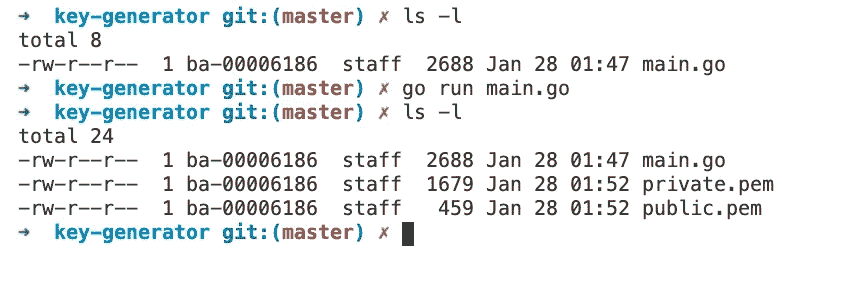 ➜  key-generator git:(master) ✗ ls -l
total 8
-rw-r--r--  1 ba-00006186  staff  2688 Jan 28 01:47 main.go
➜  key-generator git:(master) ✗ go run main.go
➜  key-generator git:(master) ✗ ls -l
total 24
-rw-r--r--  1 ba-00006186  staff  2688 Jan 28 01:47 main.go
-rw-r--r--  1 ba-00006186  staff  1679 Jan 28 01:52 private.pem
-rw-r--r--  1 ba-00006186  staff   459 Jan 28 01:52 public.pem
➜  key-generator git:(master) ✗